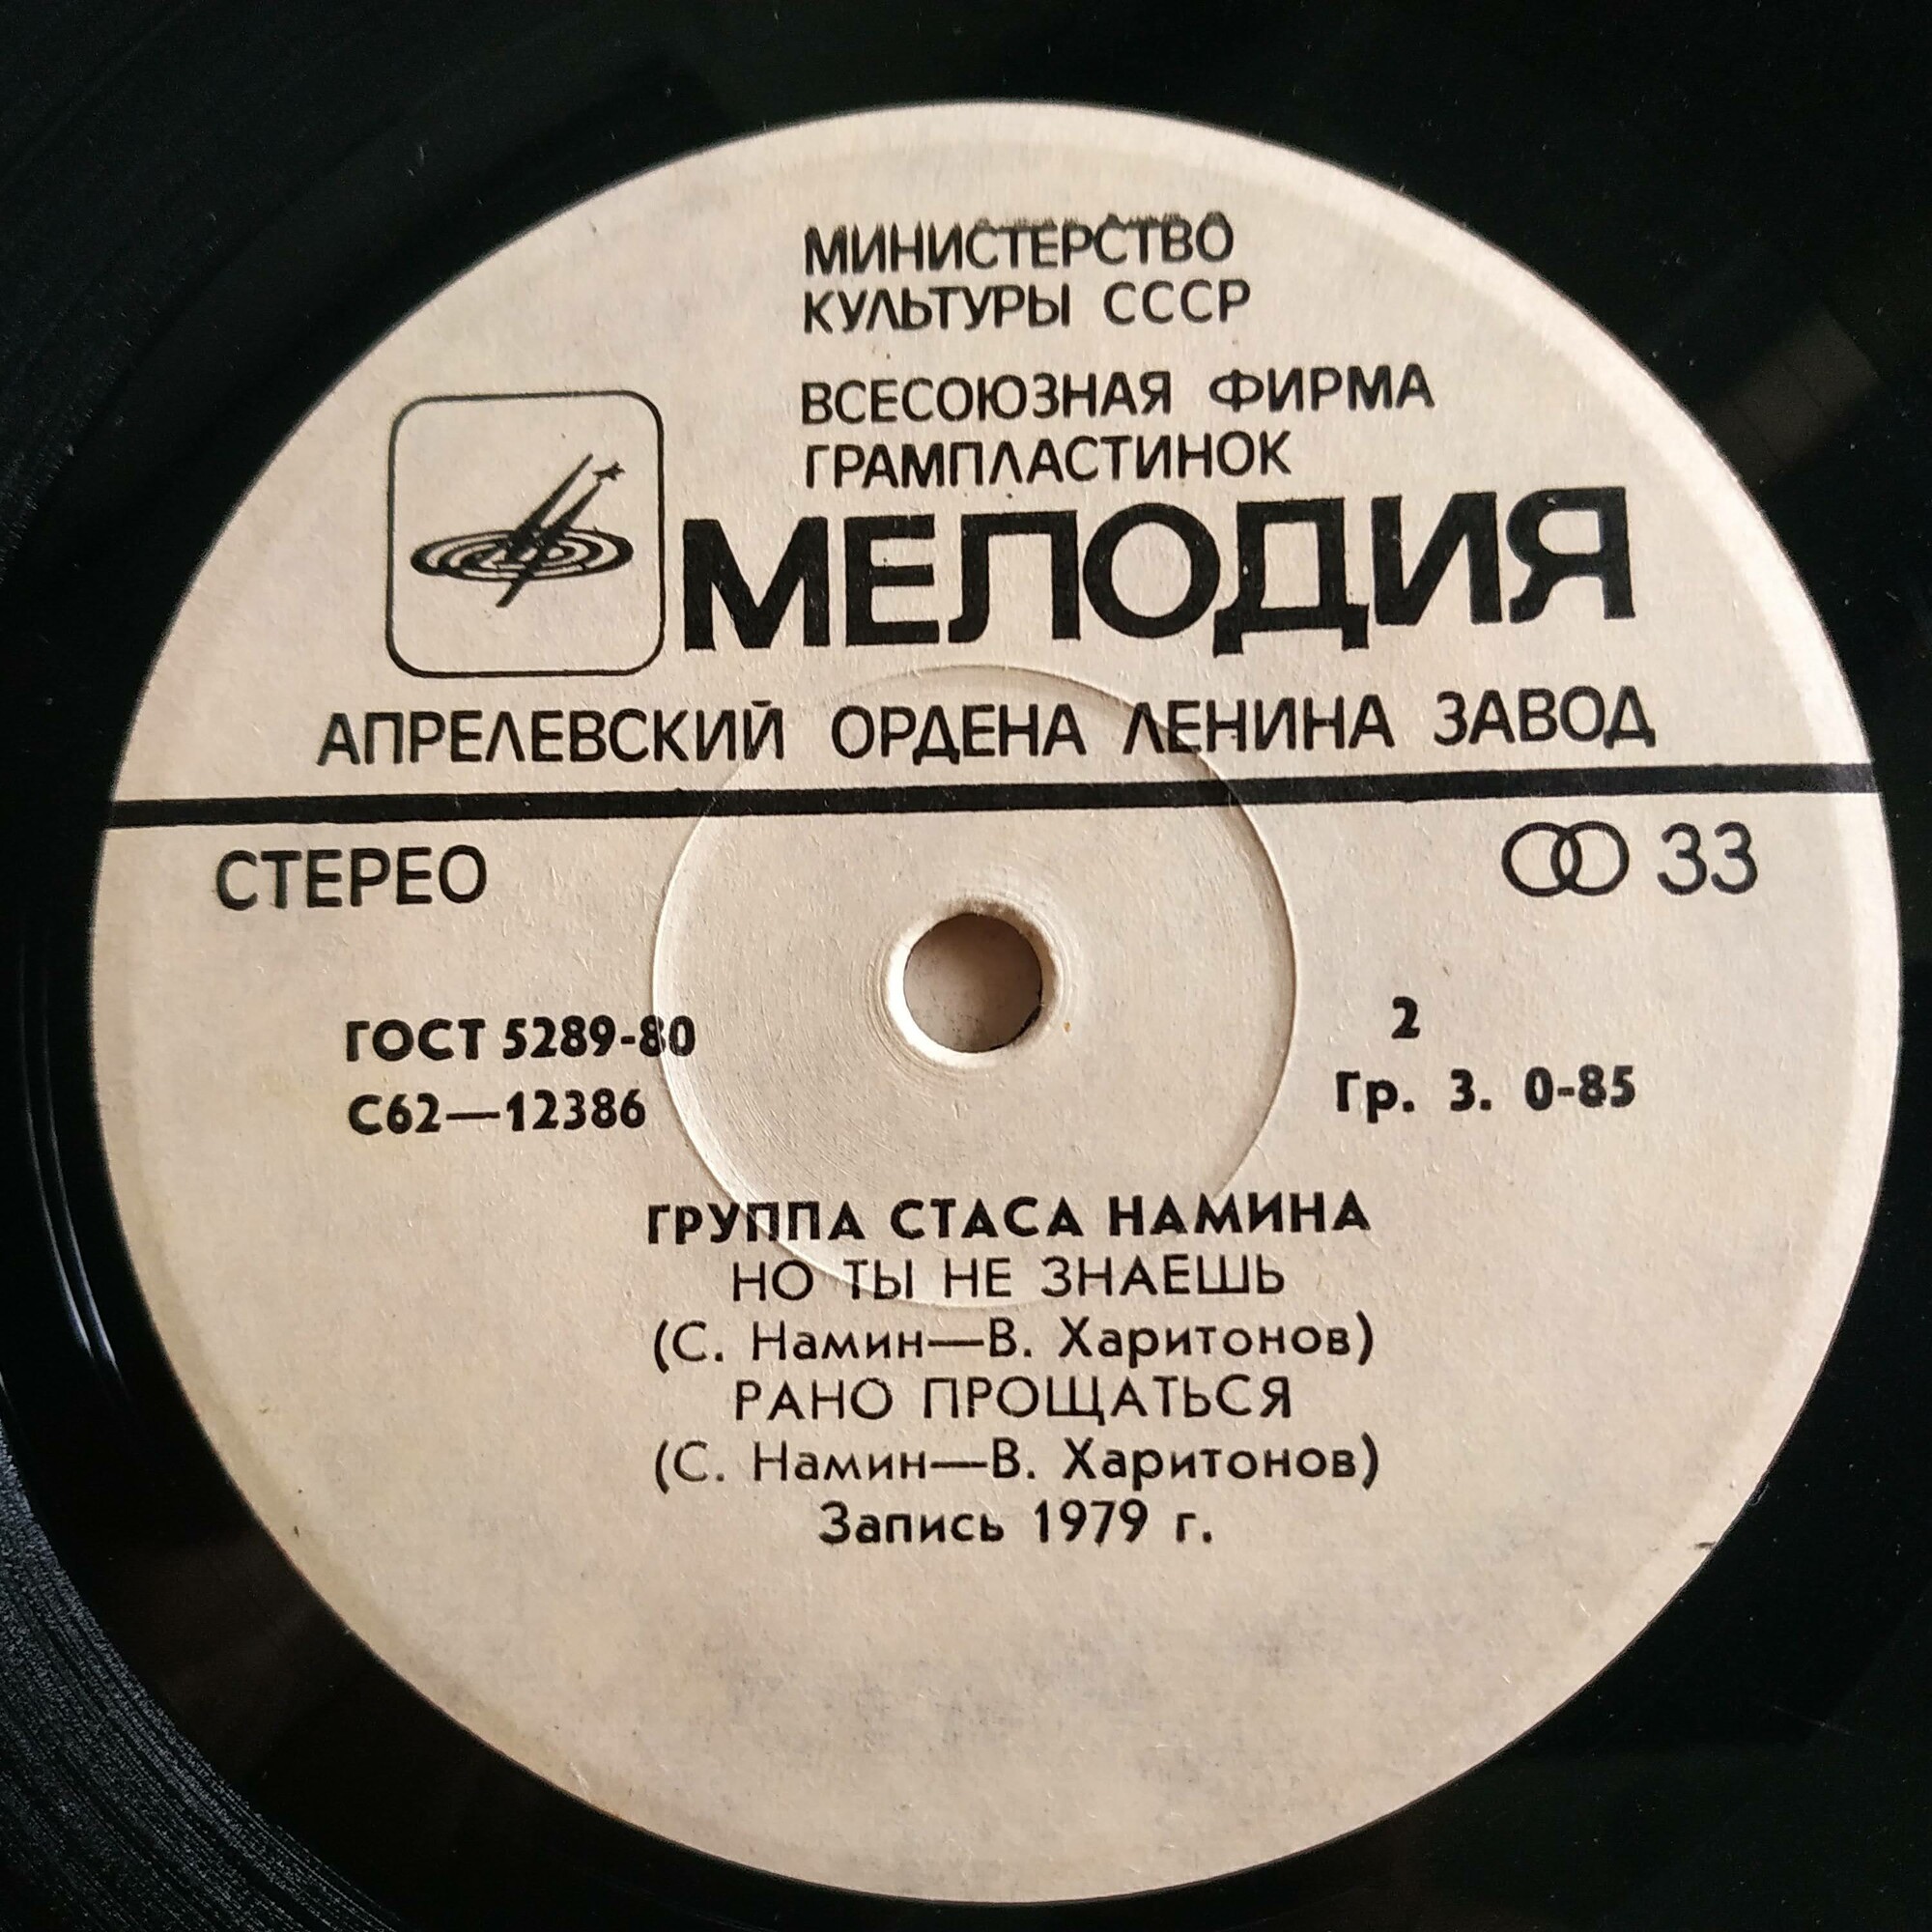 МИНИСТЕРСТВО
КУЛЬТУРЫ СССР
ВСЕСОЮЗНАЯ ФИРМА
ГРАМПЛАСТИНОК
МЕЛОДИЯ
АПРЕЛЕВСКИЙ ОРДЕНА ЛЕНИНА ЗАВОД
СТЕРЕО 33
ГОСТ 5289-80 2
С62—12386 Гр. 3. 0-85
ГРУППА СТАСА НАМИНА
НО ТЫ НЕ ЗНАЕШЬ
(С. Намин—В. Харитонов)
РАНО ПРОЩАТЬСЯ
(С. Намин—В. Харитонов)
Запись 1979 г.